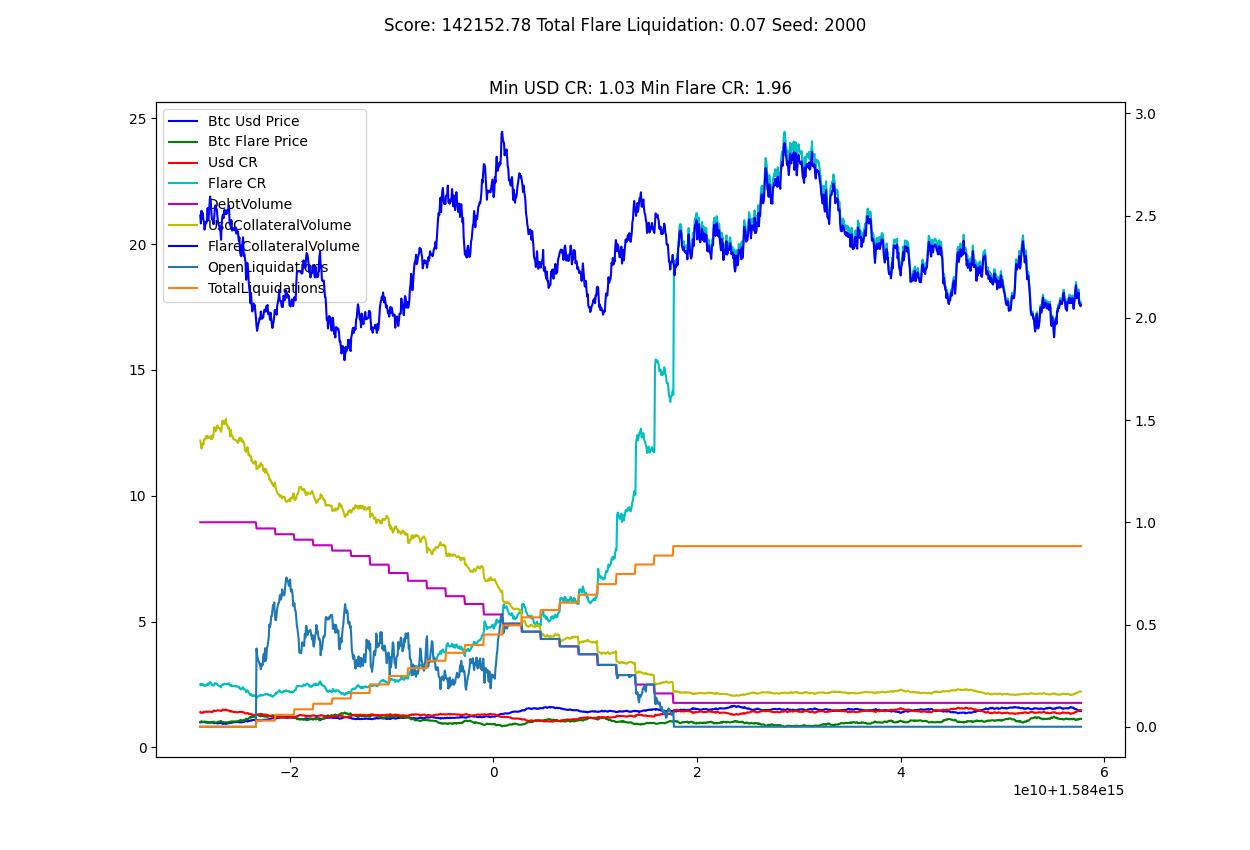 Score: 142152.78 Total Flare Liquidation: 0.07 Seed: 2000
Min USD CR: 1.03 Min Flare CR: 1.96
Btc Usd Price
Btc Flare Price
Usd CR
Flare CR
DebtVolume
UsdCollateralVolume
FlareCollateralVolume
OpenLiquidations
TotalLiquidations
25
20
15
10
5
0
3.0
2.5
2.0
1.5
1.0
0.5
0.0
−2
0
2
4
6
1e10+1.584e15